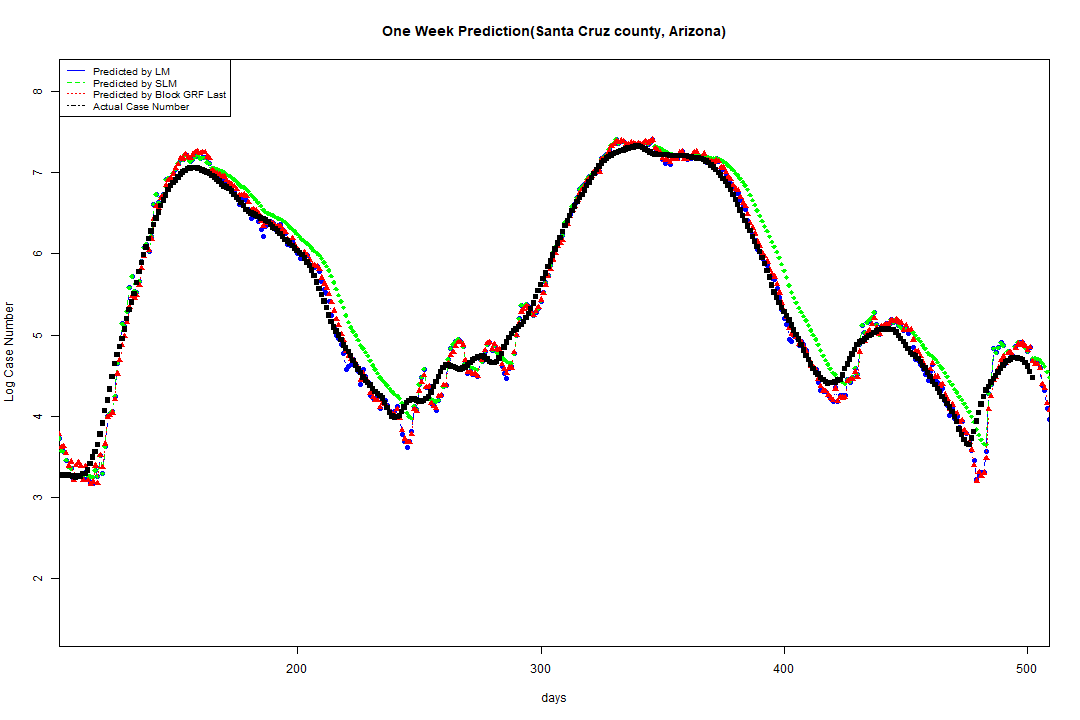 One Week Prediction(Santa Cruz county, Arizona)
Predicted by LM
Predicted by SLM
Predicted by Block GRF Last
Actual Case Number
8
7
6
5
4
3
2
Log Case Number
200 300 400 500
days